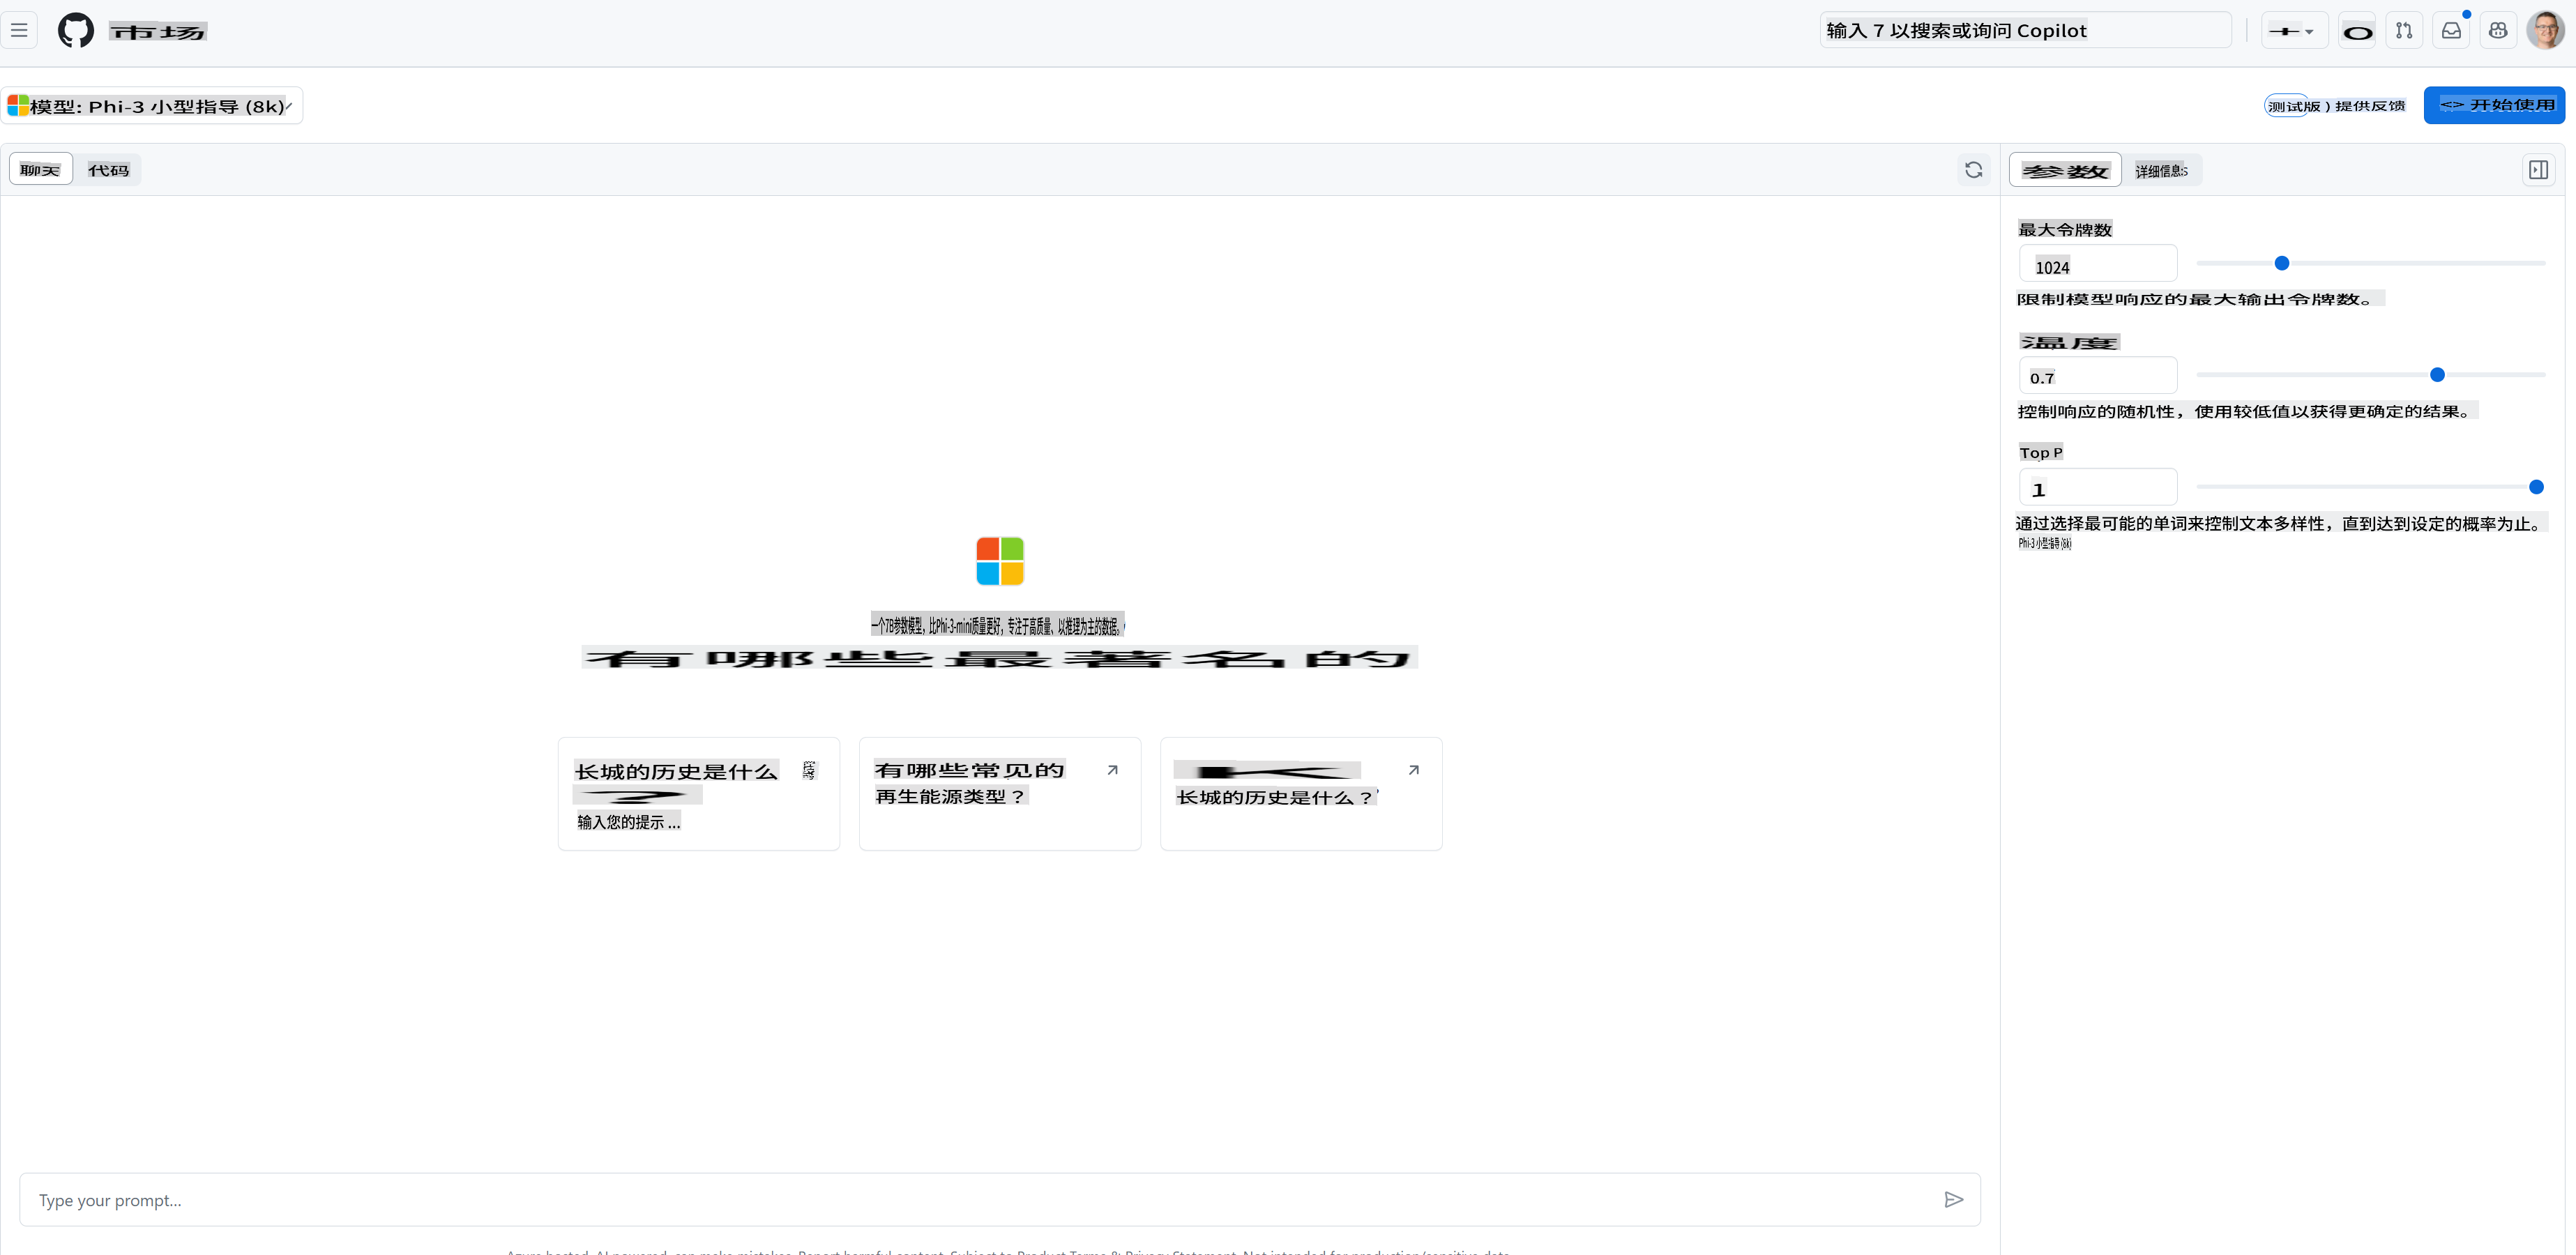 市场
输入 7 以搜索或询问 Copilot
模型: Phi-3 小型指导 (8k)
测试版 ) 提供反馈
<> 开始使用
聊天
代码
参数
详细信息s
最大令牌数
1024
限制模型响应的最大输出令牌数。
温度
0.7
控制响应的随机性，使用较低值以获得更确定的结果。
Top P
1
通过选择最可能的单词来控制文本多样性，直到达到设定的概率为止。
Phi-3 小型指导 (8k)
一个7B参数模型，比Phi-3-mini质量更好，专注于高质量、以推理为主的数据。
有哪些最著名的
长城的历史是什么
?
输入您的提示 ...
有哪些常见的
再生能源类型？
K
长城的历史是什么？
Type your prompt...
Azure hosted. AI powered, can make mistakes. Report harmful content. Subject to Product Terms & Privacy Statement. Not intended for production/sensitive data.